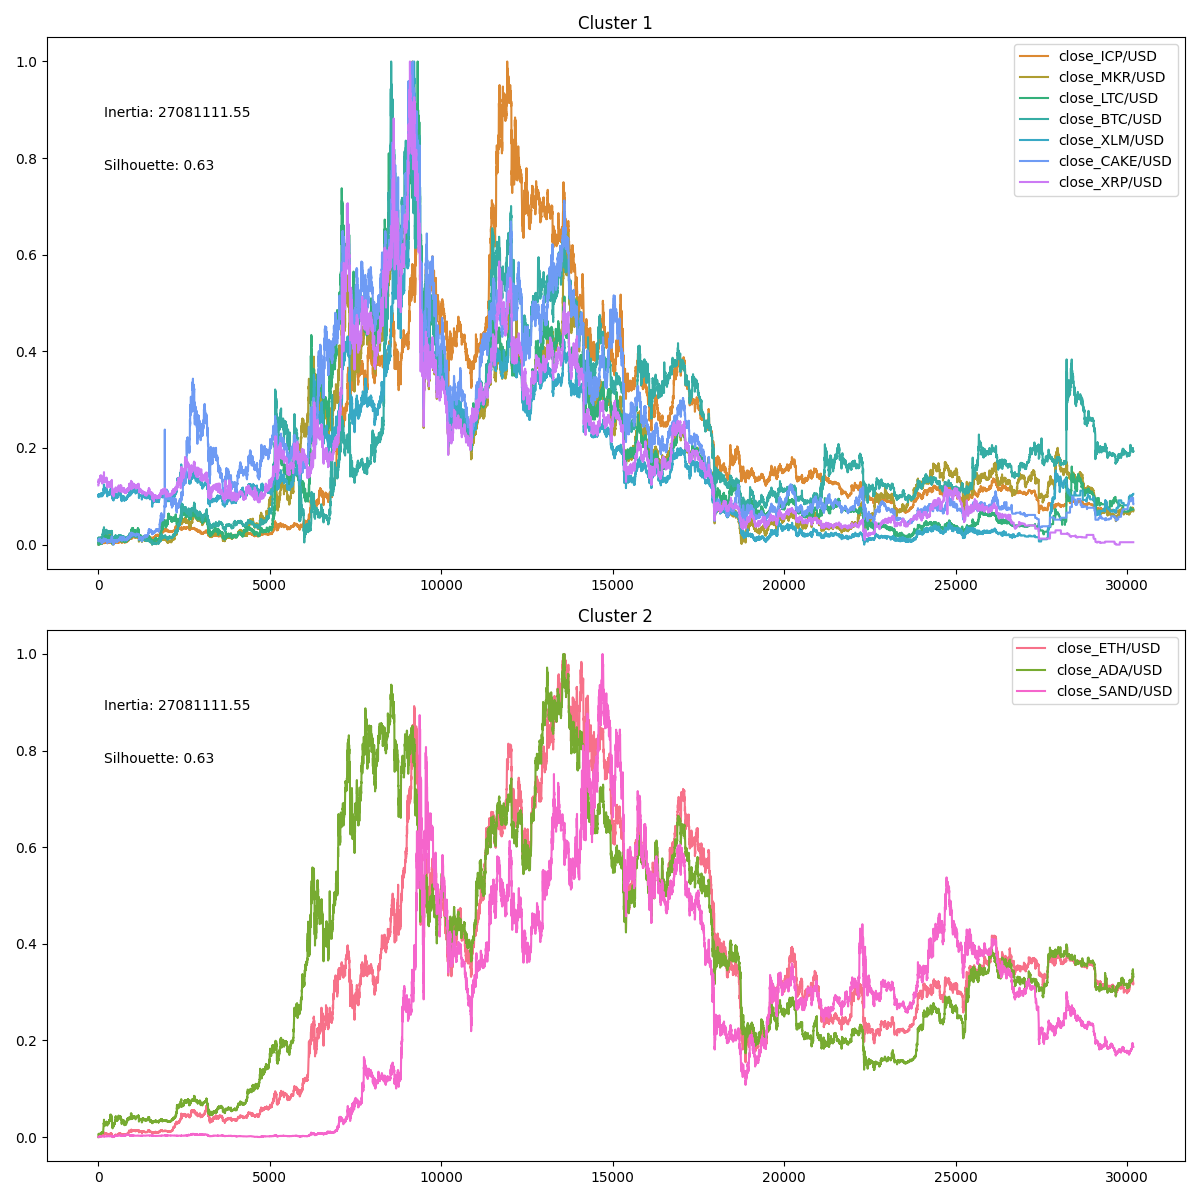 Cluster 1
1.0
0.8
0.6
0.4
0.2
0.0
Inertia: 27081111.55
Silhouette: 0.63
close_ICP/USD
close_MKR/USD
close_LTC/USD
close_BTC/USD
close_XLM/USD
close_CAKE/USD
close_XRP/USD
0 5000 10000 15000 20000 25000 30000
Cluster 2
1.0
0.8
0.6
0.4
0.2
0.0
Inertia: 27081111.55
Silhouette: 0.63
close_ETH/USD
close_ADA/USD
close_SAND/USD
0 5000 10000 15000 20000 25000 30000